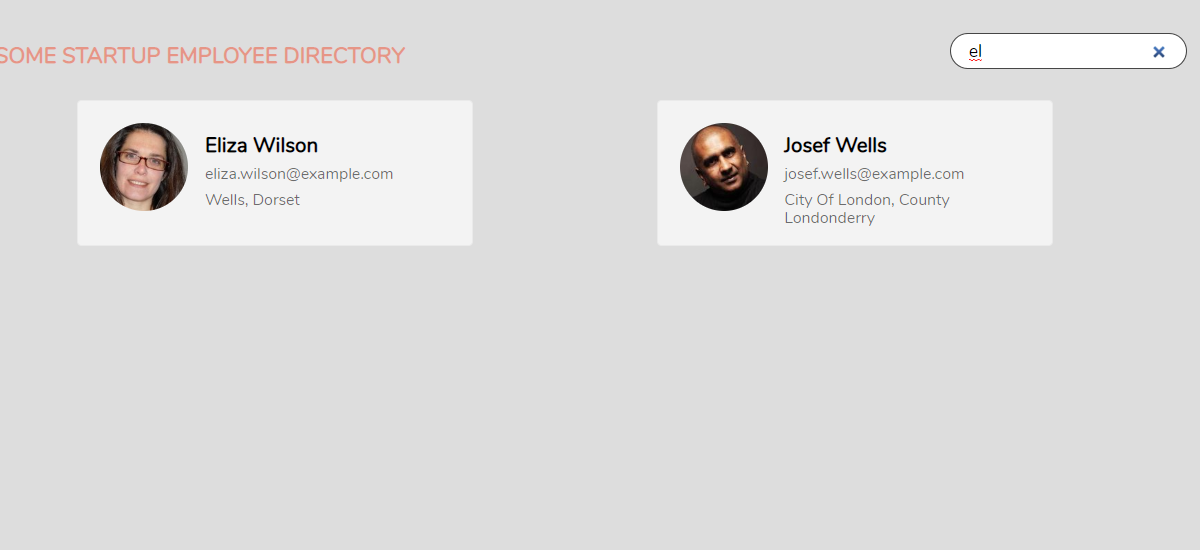 SOME STARTUP EMPLOYEE DIRECTORY
el
Eliza Wilson
eliza.wilson@example.com
Wells, Dorset
Josef Wells
josef.wells@example.com
City Of London, County
Londonderry